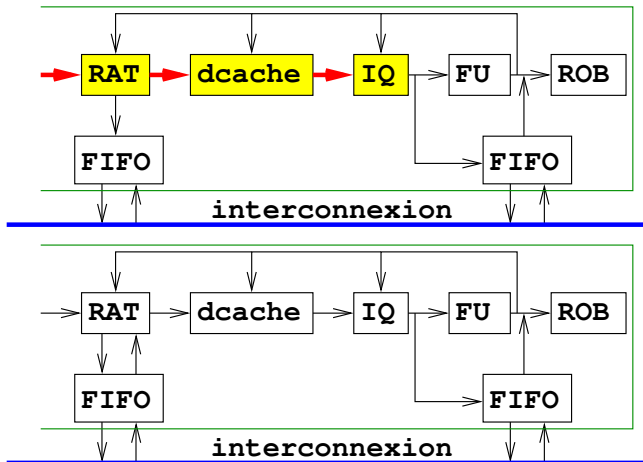 RAT dcache IQ FU ROB
FIFO FIFO
interconnexion
RAT dcache IQ FU ROB
FIFO FIFO
interconnexion